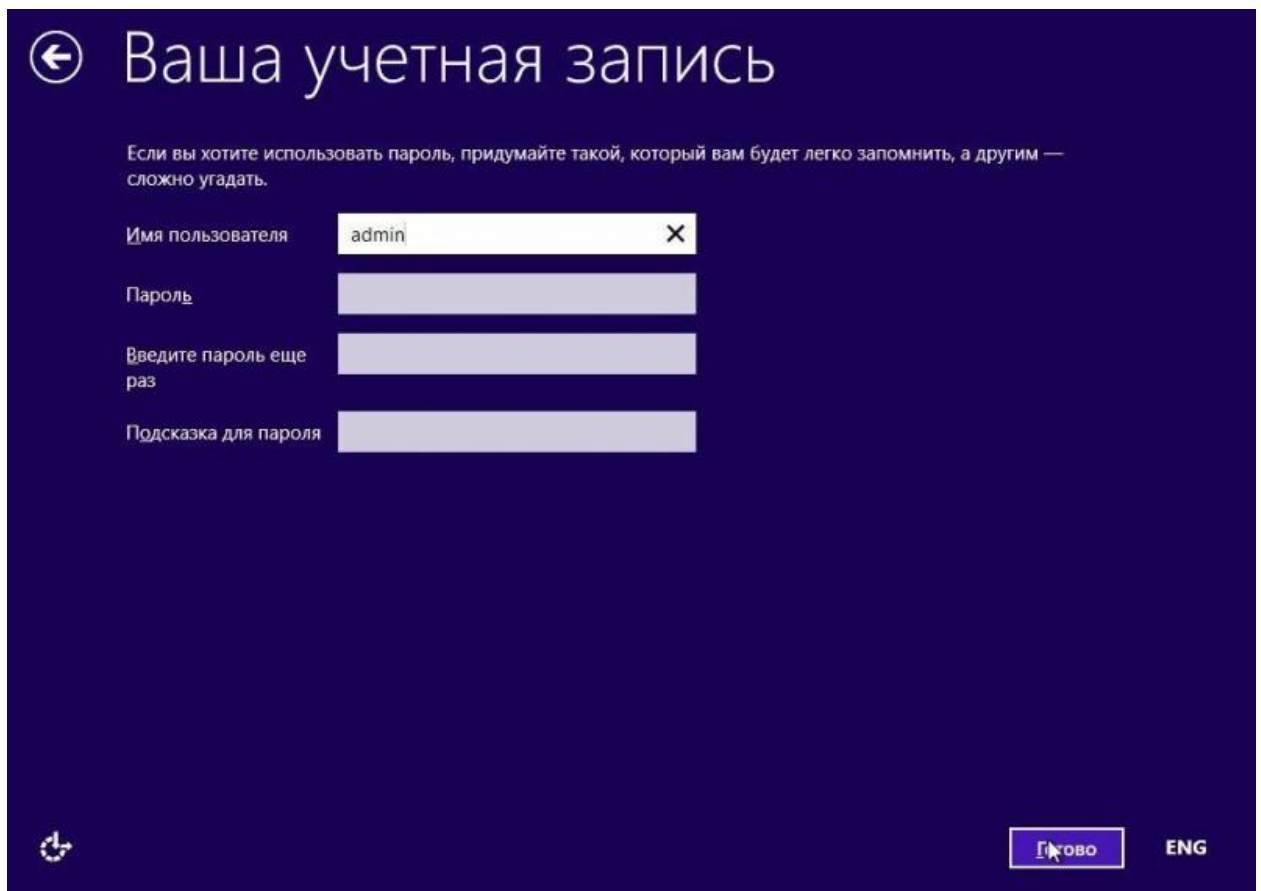 Ваша учетная запись
Если вы хотите использовать пароль, придумайте такой, который вам будет легко запомнить, а другим —
сложно угадать.
Имя пользователя
admin
Пароль
Введите пароль еще
раз
Подсказка для пароля
Готово
ENG